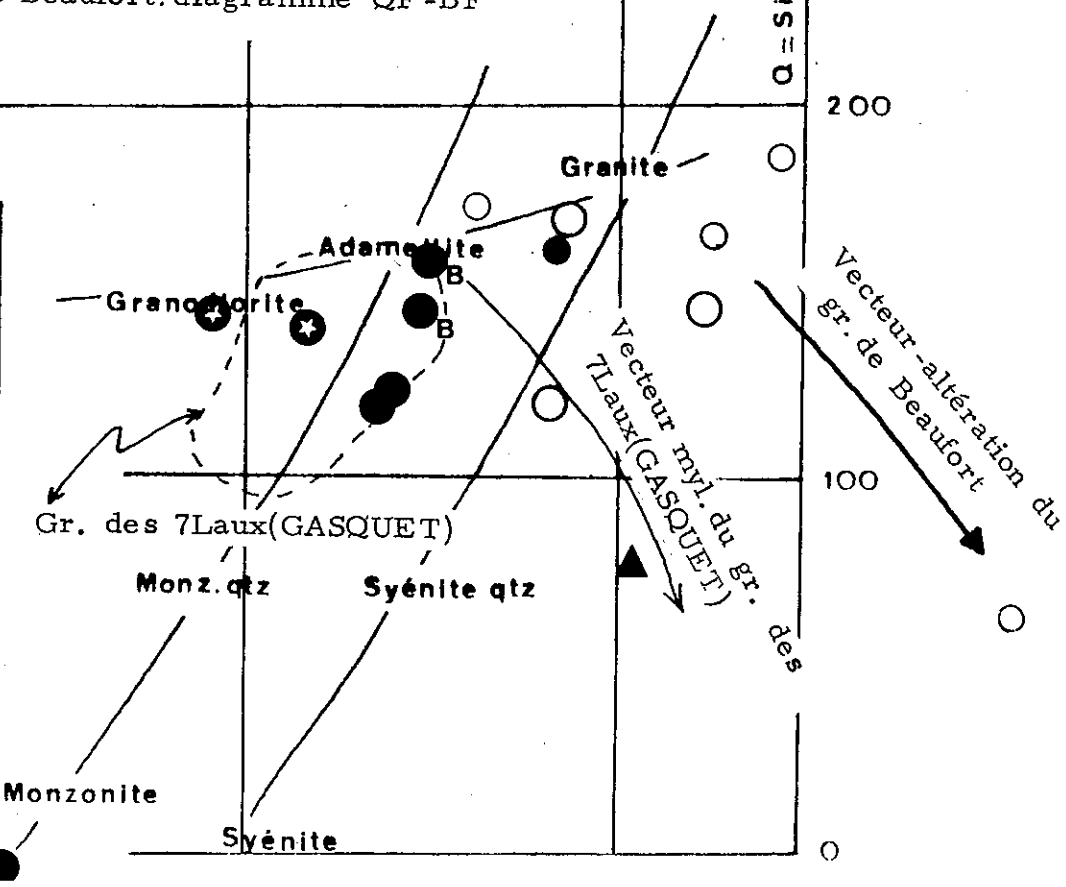 Beaufort.diagramme QF-BF
Q = si
200
Granite
Adamellite
B
Granodiorite
B
Vecteur-altération du
gr. de Beaufort
Vecteur myl. du gr. des
7Laux(GASQUET)
100
Gr. des 7Laux(GASQUET)
Monz.qtz
Syénite qtz
Monzonite
Syénite
0